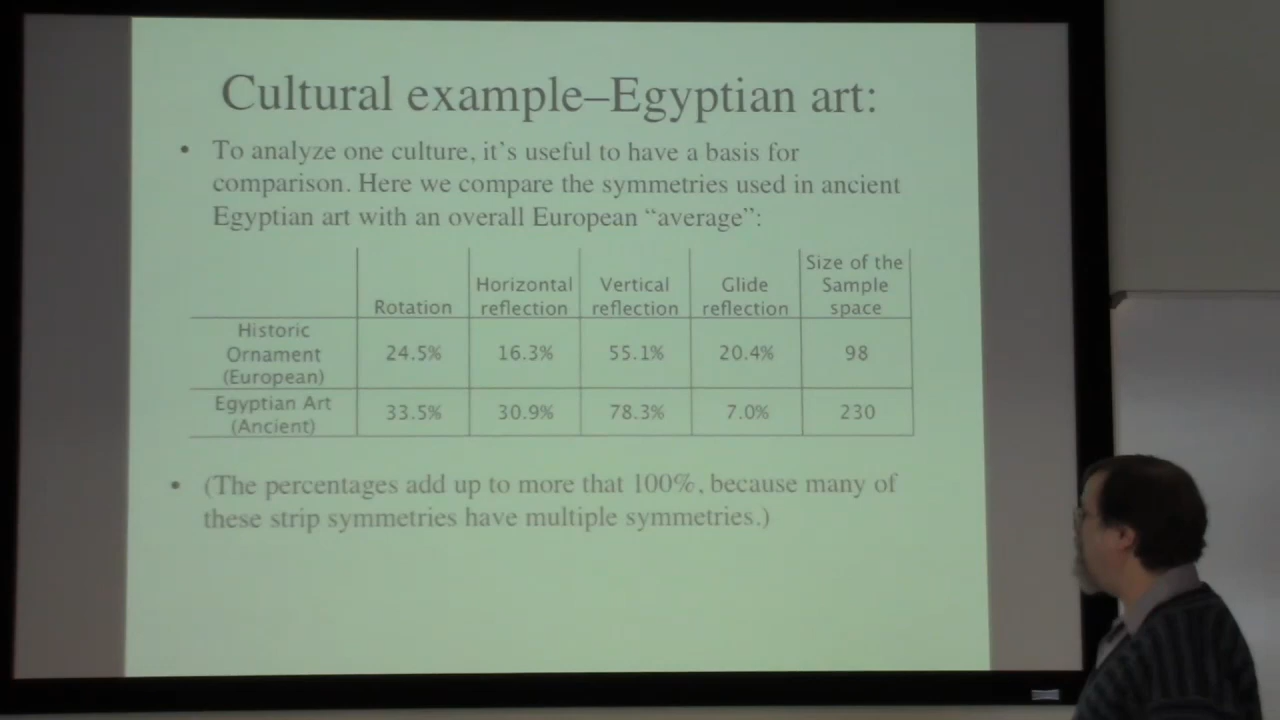 Cultural example–Egyptian art:
• To analyze one culture, it's useful to have a basis for
comparison. Here we compare the symmetries used in ancient
Egyptian art with an overall European “average”:
Rotation Horizontal reflection Vertical reflection Glide reflection Size of the Sample space
Historic Ornament (European) 24.5% 16.3% 55.1% 20.4% 98
Egyptian Art (Ancient) 33.5% 30.9% 78.3% 7.0% 230
• (The percentages add up to more that 100%, because many of
these strip symmetries have multiple symmetries.)